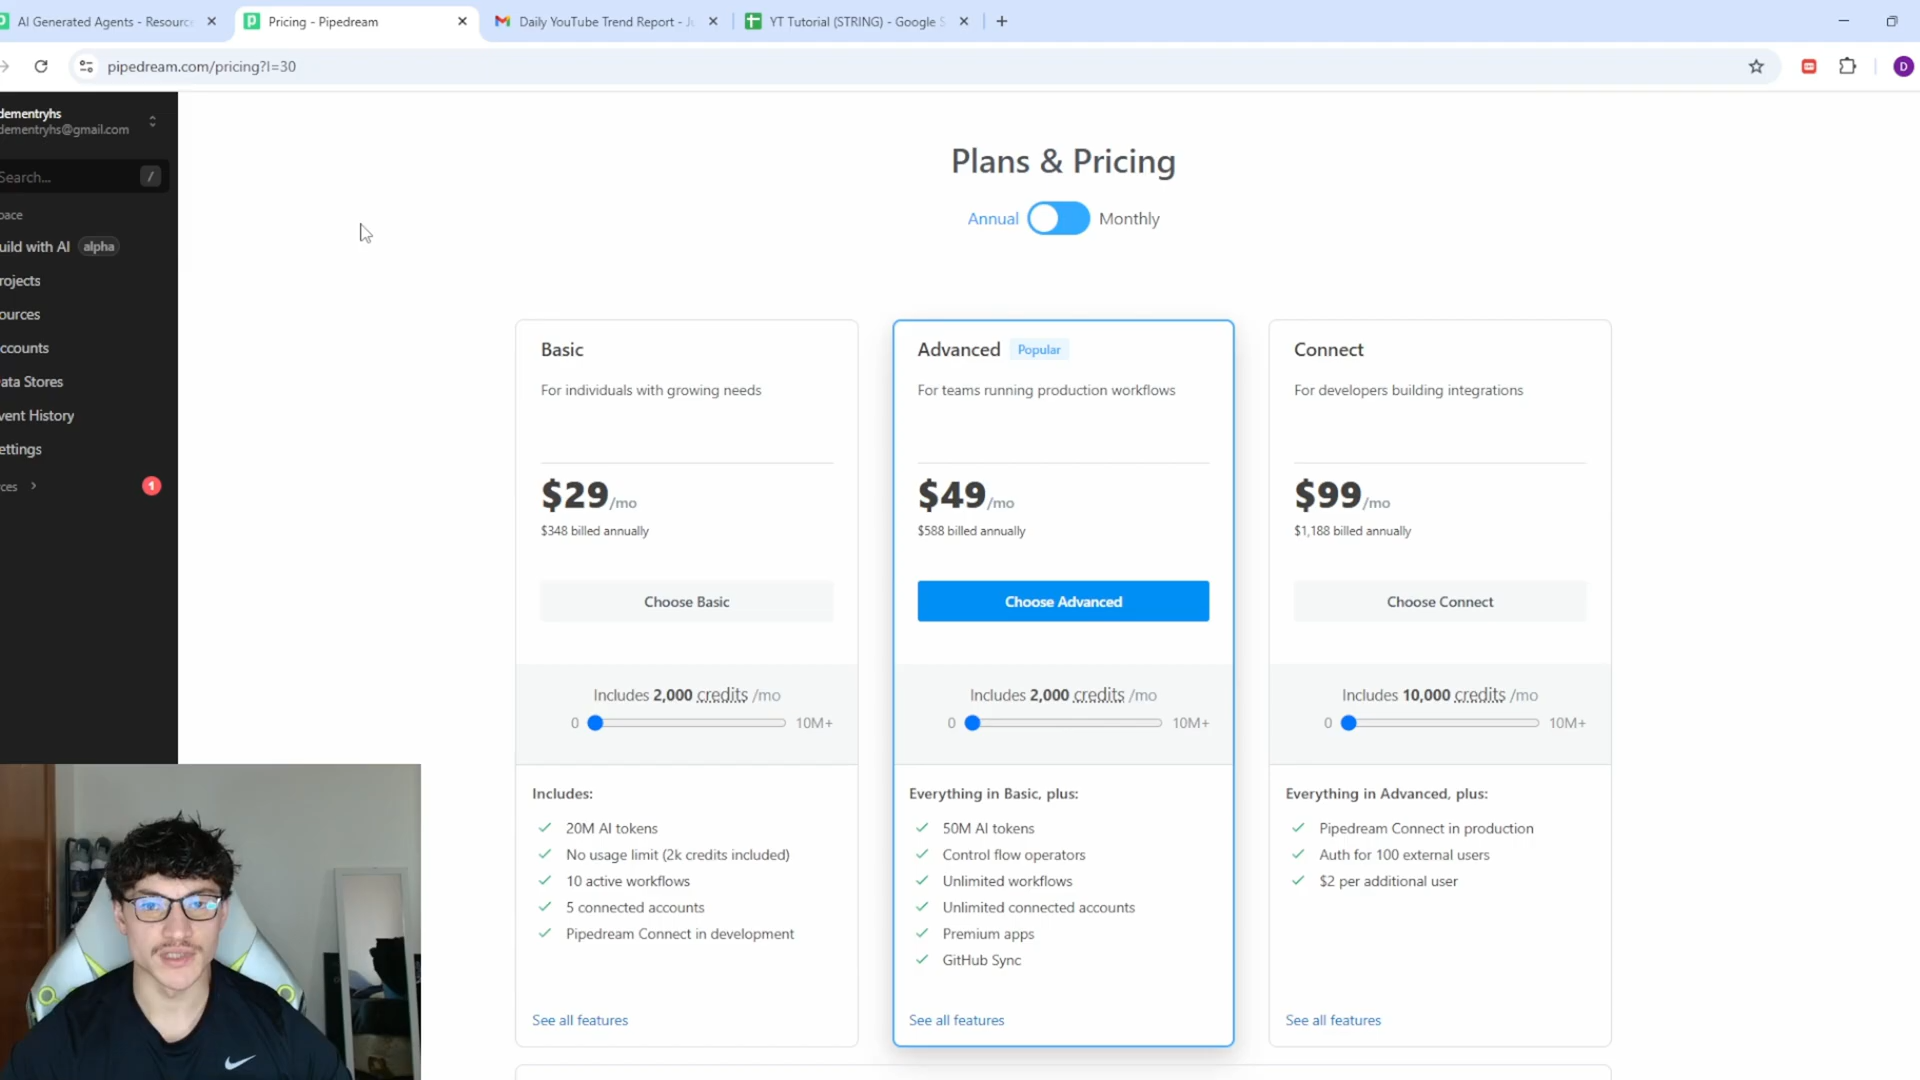 AI Generated Agents - Resourc
Pricing - Pipedream
Daily YouTube Trend Report - Ju
YT Tutorial (STRING) - Google S
pipedream.com/pricing?l=30
D
dementryhs
dementryhs@gmail.com
Search...
/
pace
uild with AI alpha
rojects
ources
ccounts
ata Stores
vent History
ettings
ces
1
Plans & Pricing
Annual Monthly
Basic
For individuals with growing needs
$29/mo
$348 billed annually
Choose Basic
Includes 2,000 credits /mo
0 10M+
Includes:
20M AI tokens
No usage limit (2k credits included)
10 active workflows
5 connected accounts
Pipedream Connect in development
See all features
Advanced Popular
For teams running production workflows
$49/mo
$588 billed annually
Choose Advanced
Includes 2,000 credits /mo
0 10M+
Everything in Basic, plus:
50M AI tokens
Control flow operators
Unlimited workflows
Unlimited connected accounts
Premium apps
GitHub Sync
See all features
Connect
For developers building integrations
$99/mo
$1,188 billed annually
Choose Connect
Includes 10,000 credits /mo
0 10M+
Everything in Advanced, plus:
Pipedream Connect in production
Auth for 100 external users
$2 per additional user
See all features